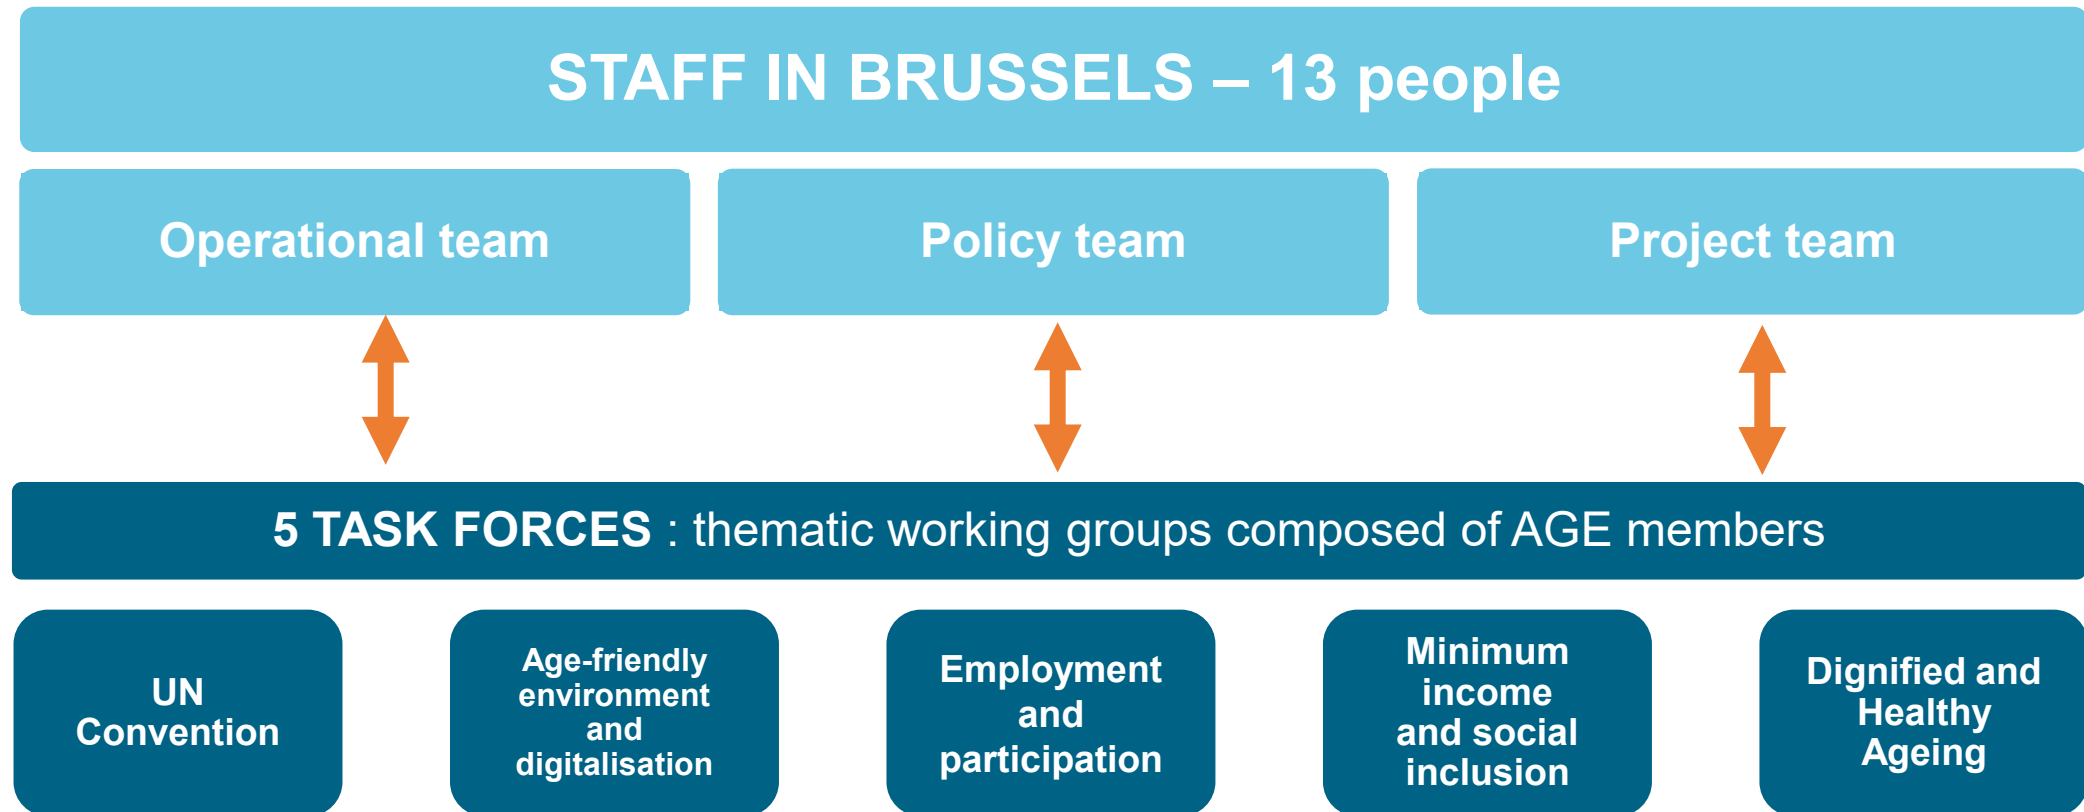 STAFF IN BRUSSELS – 13 people
Operational team
Policy team
Project team
5 TASK FORCES : thematic working groups composed of AGE members
UN
Convention
Age-friendly
environment
and
digitalisation
Employment
and
participation
Minimum
income
and social
inclusion
Dignified and
Healthy
Ageing